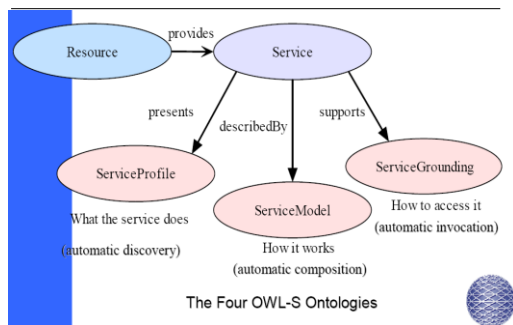 provides
Resource
Service
presents
describedBy
supports
ServiceProfile
What the service does
(automatic discovery)
ServiceModel
How it works
(automatic composition)
ServiceGrounding
How to access it
(automatic invocation)
The Four OWL-S Ontologies